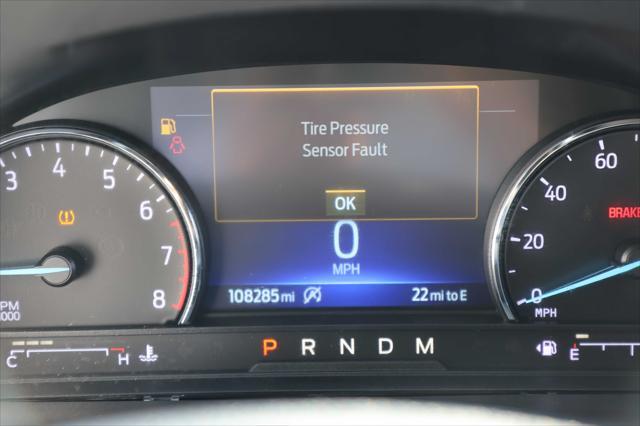 Tire Pressure
Sensor Fault
OK
0
MPH
108285 mi
22 mi to E
3 4 5 6 7 8
PM
000
20 40 60
0
MPH
BRAKE
C H
P R N D M
E